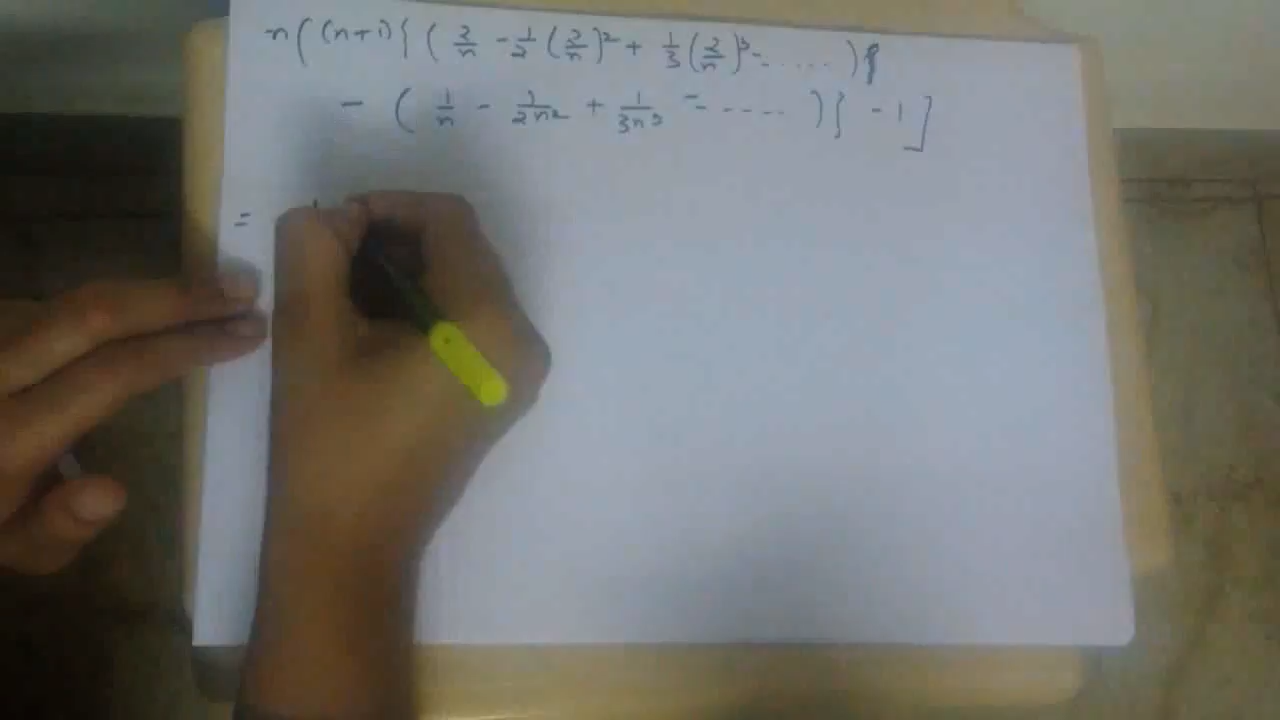 n((n+1){(2/n -1/2(2/n)²+ 1/3(2/n)³-.....)}
- (1/n - 1/2n² + 1/3n³ -.....)} -1]
=